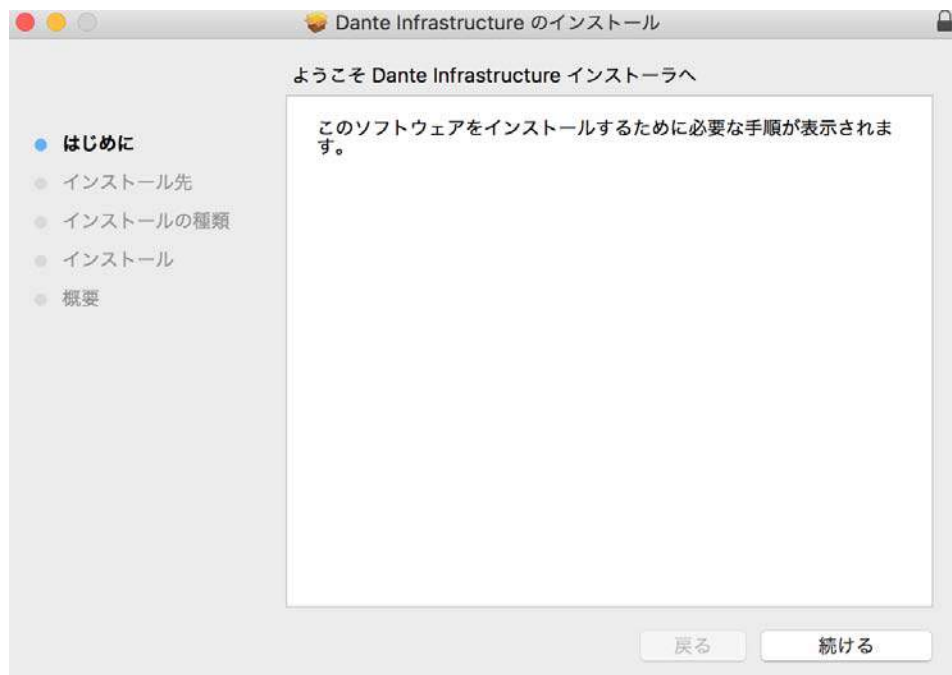 Dante Infrastructure のインストール
ようこそ Dante Infrastructure インストーラへ
はじめに
インストール先
インストールの種類
インストール
概要
このソフトウェアをインストールするために必要な手順が表示されま
す。
戻る
続ける